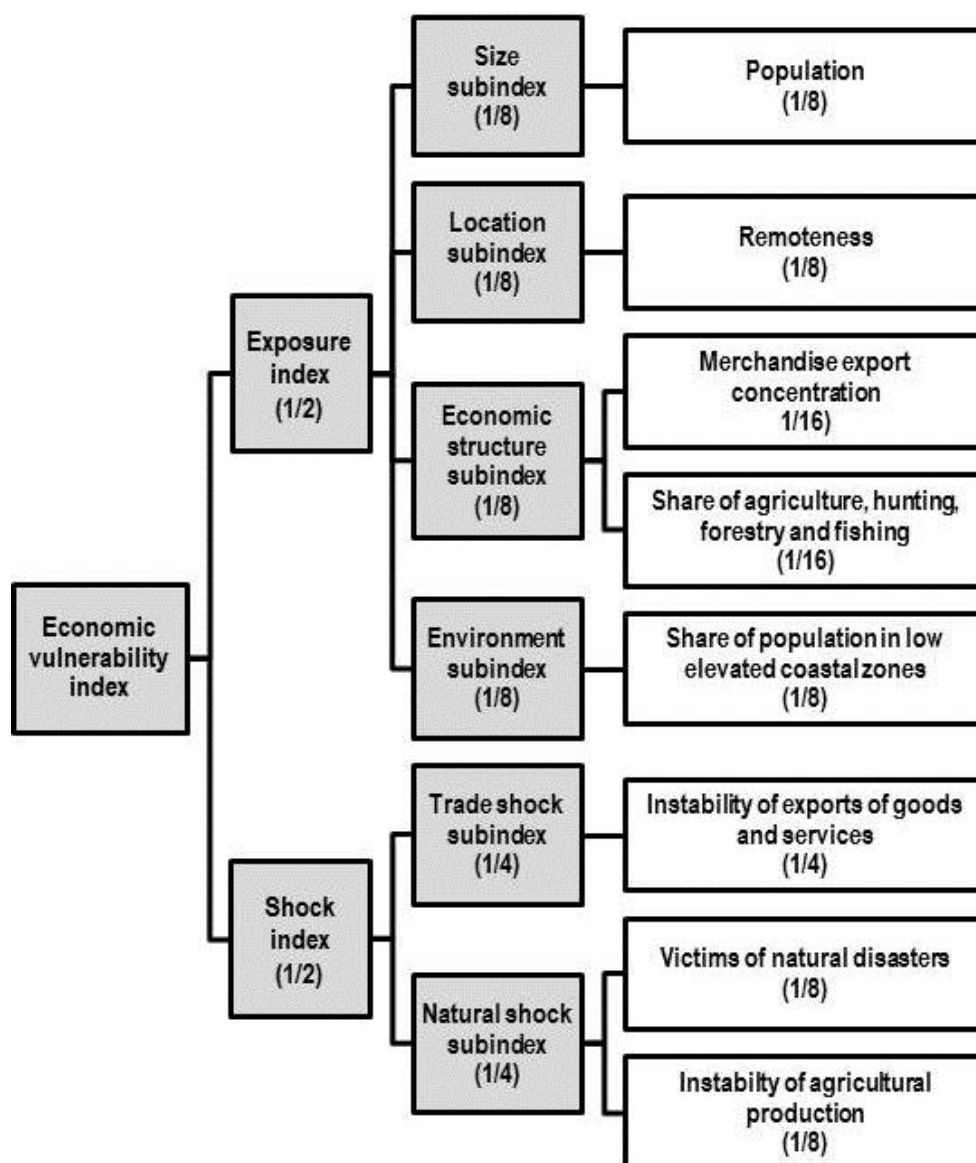 Size
subindex
(1/8)
Population
(1/8)
Location
subindex
(1/8)
Remoteness
(1/8)
Exposure
index
(1/2)
Merchandise export
concentration
1/16)
Economic
structure
subindex
(1/8)
Share of agriculture, hunting,
forestry and fishing
(1/16)
Economic
vulnerability
index
Environment
subindex
(1/8)
Share of population in low
elevated coastal zones
(1/8)
Trade shock
subindex
(1/4)
Instability of exports of goods
and services
(1/4)
Shock
index
(1/2)
Victims of natural disasters
(1/8)
Natural shock
subindex
(1/4)
Instabilty of agricultural
production
(1/8)